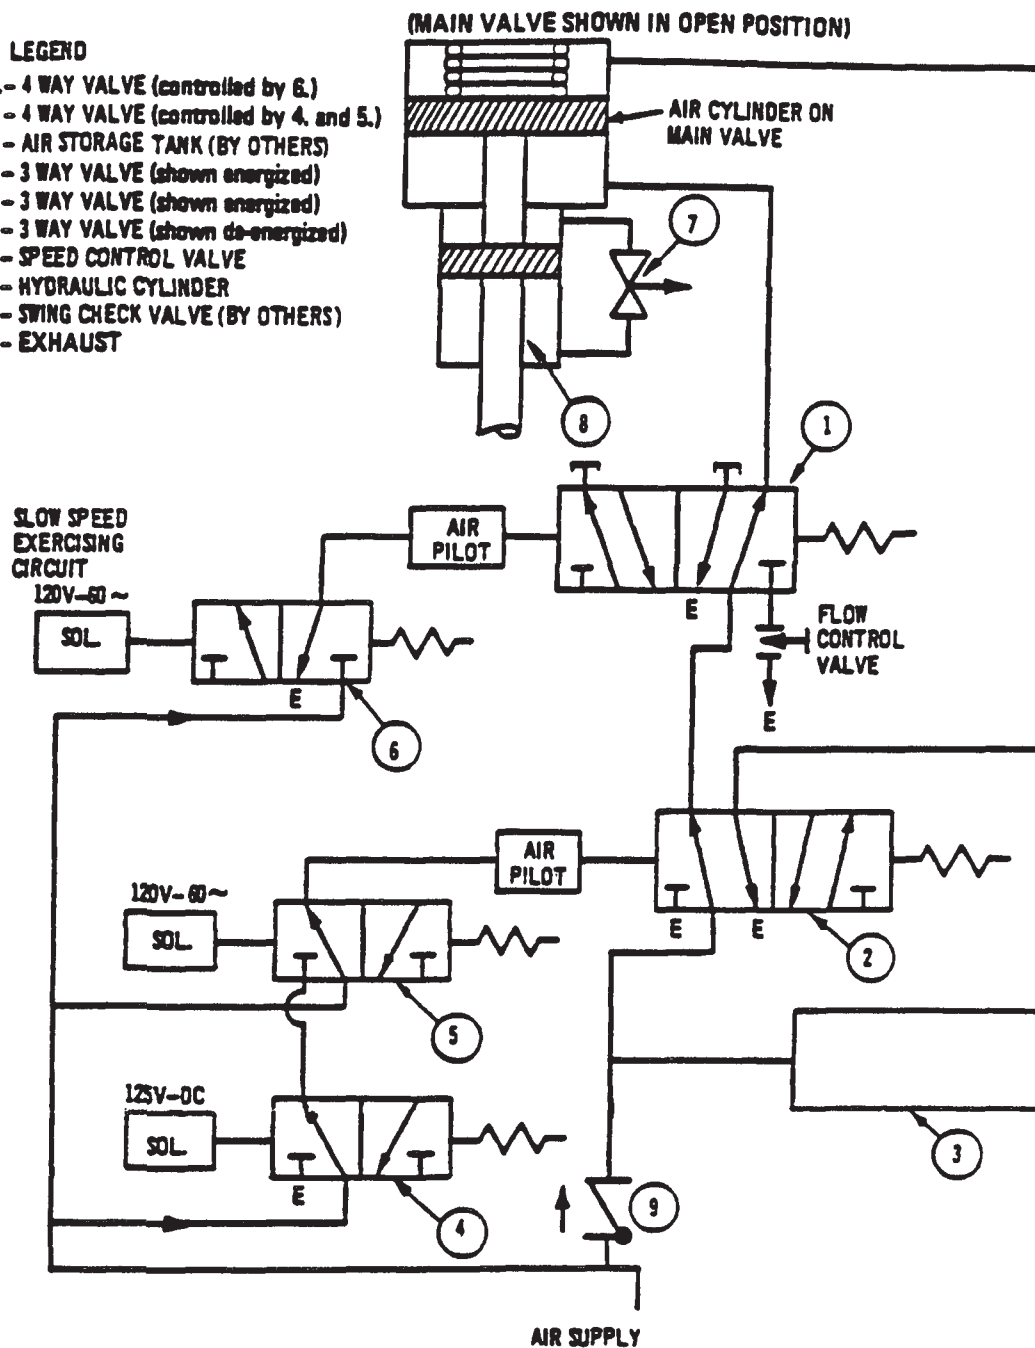 (MAIN VALVE SHOWN IN OPEN POSITION)
LEGEND
.- 4 WAY VALVE (controlled by 6.)
- 4 WAY VALVE (controlled by 4. and 5.)
- AIR STORAGE TANK (BY OTHERS)
- 3 WAY VALVE (shown energized)
- 3 WAY VALVE (shown energized)
- 3 WAY VALVE (shown de-energized)
- SPEED CONTROL VALVE
- HYDRAULIC CYLINDER
- SWING CHECK VALVE (BY OTHERS)
- EXHAUST
AIR CYLINDER ON
MAIN VALVE
7
8
1
SLOW SPEED
EXERCISING
CIRCUIT
120V-60~
SOL.
AIR
PILOT
E
FLOW
CONTROL
VALVE
E
E
6
AIR
PILOT
120V-60~
SOL.
E
E
2
5
125V-DC
SOL.
E
4
3
9
AIR SUPPLY